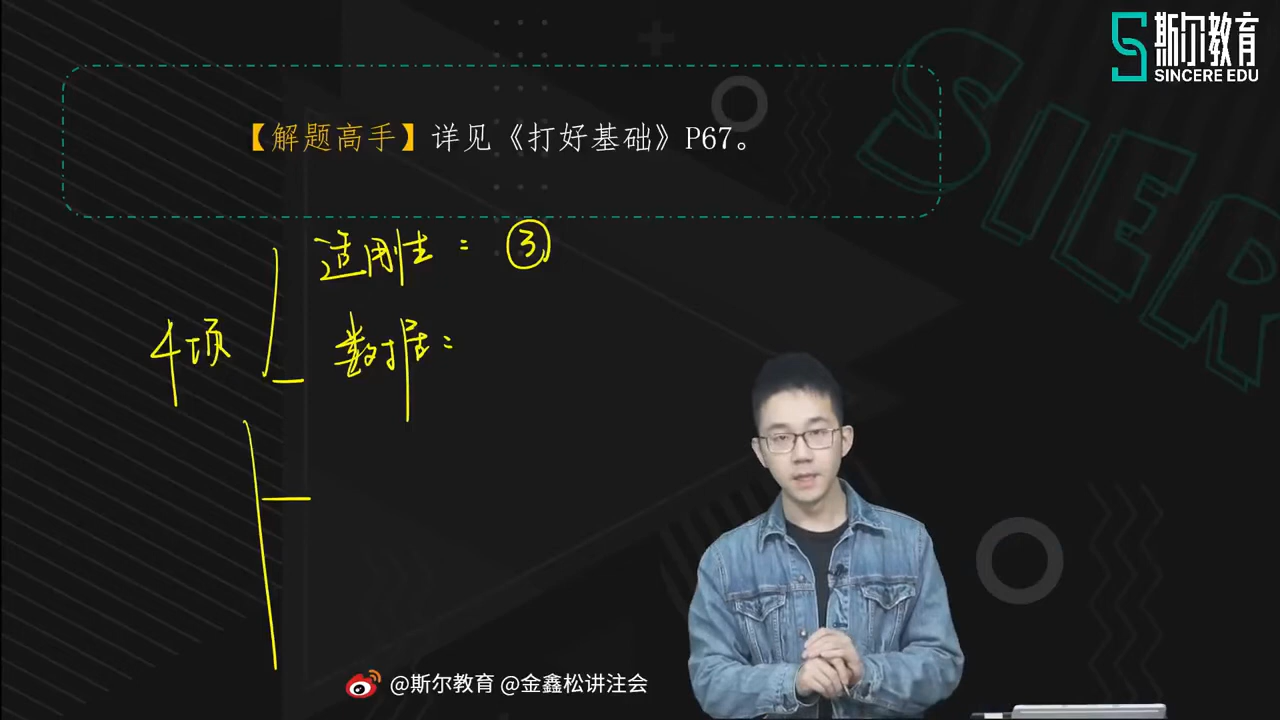 斯尔教育
SINCERE EDU
SIER
【解题高手】详见《打好基础》P67。
适用性：③
4项
数据：
@斯尔教育 @金鑫松讲注会